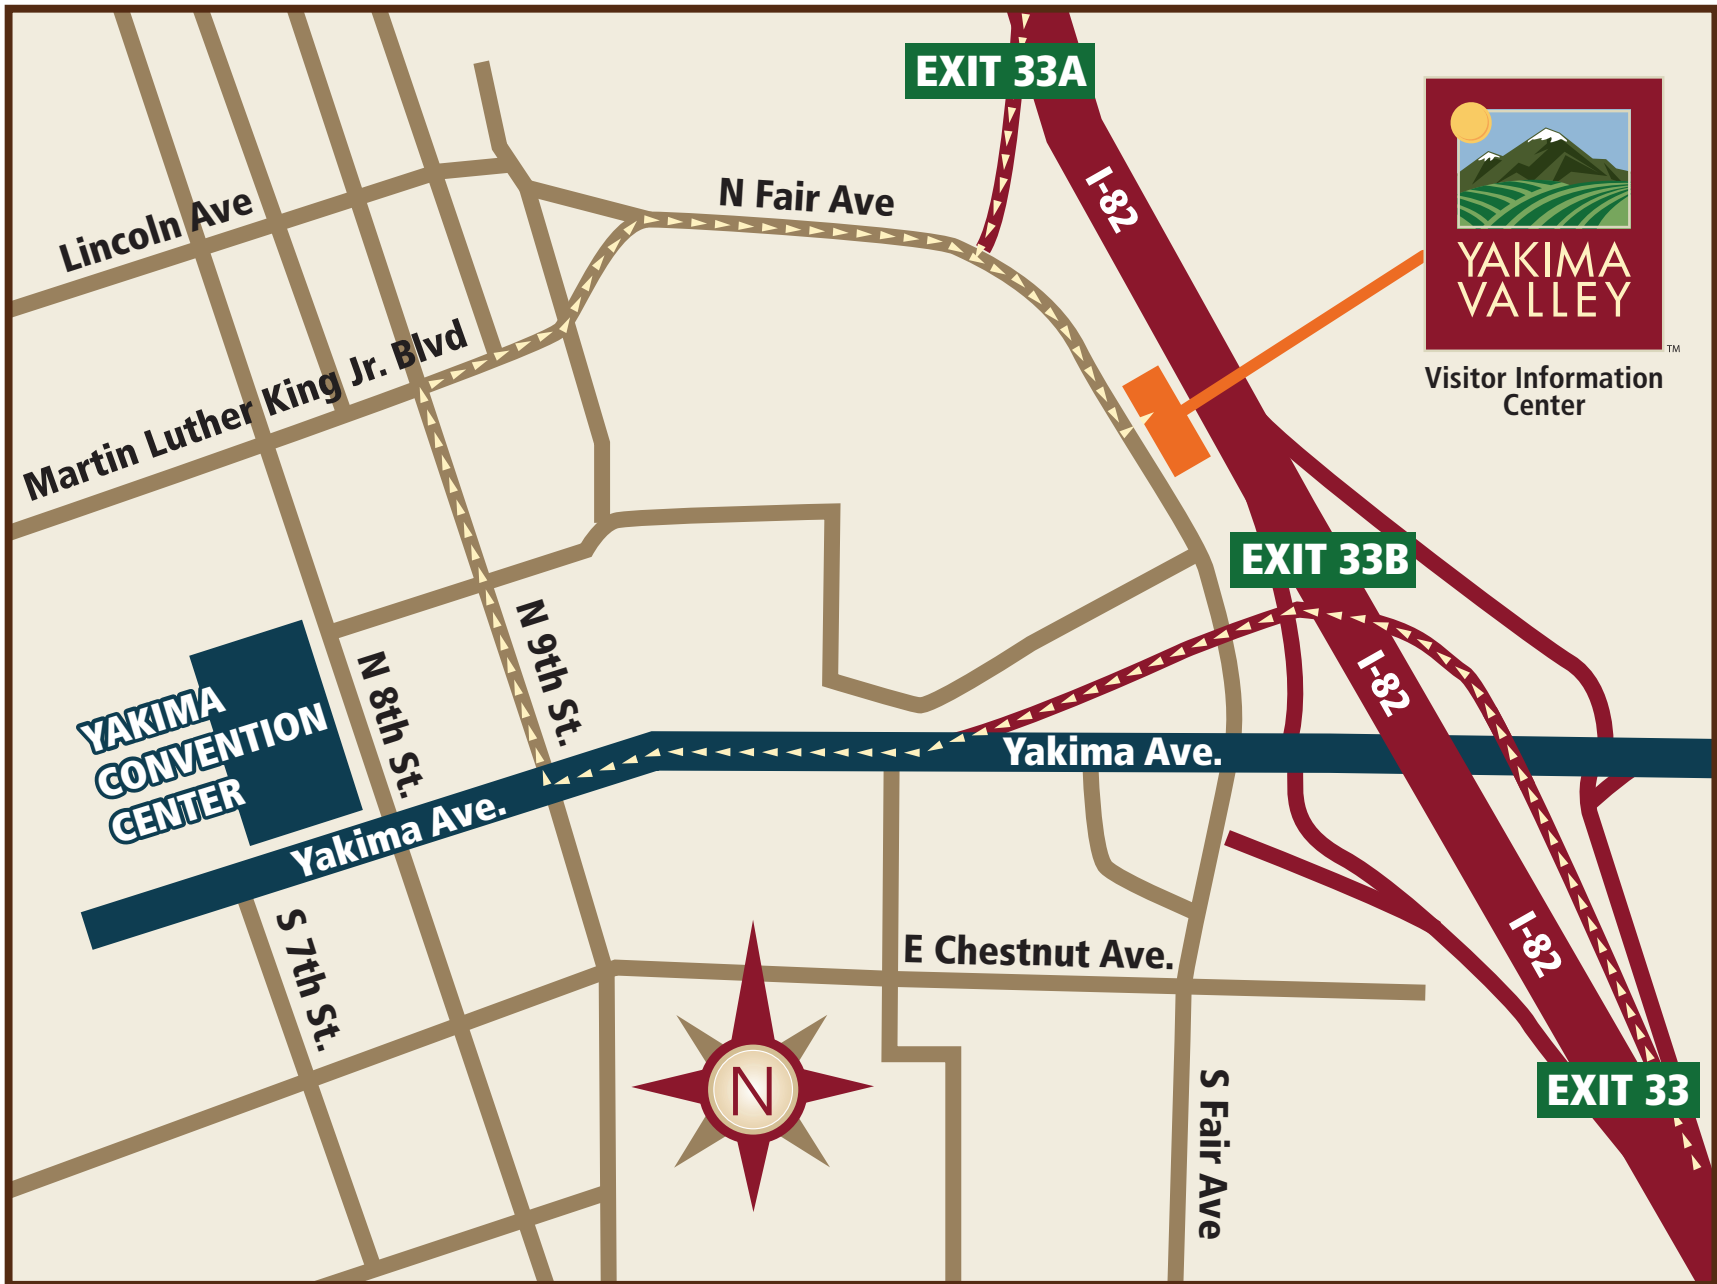 EXIT 33A
I-82
YAKIMA
VALLEY
TM
Visitor Information
Center
N Fair Ave
Lincoln Ave
Martin Luther King Jr. Blvd
EXIT 33B
N 9th St.
N 8th St.
I-82
YAKIMA
CONVENTION
CENTER
Yakima Ave.
Yakima Ave.
S 7th St.
E Chestnut Ave.
I-82
N
S Fair Ave
EXIT 33